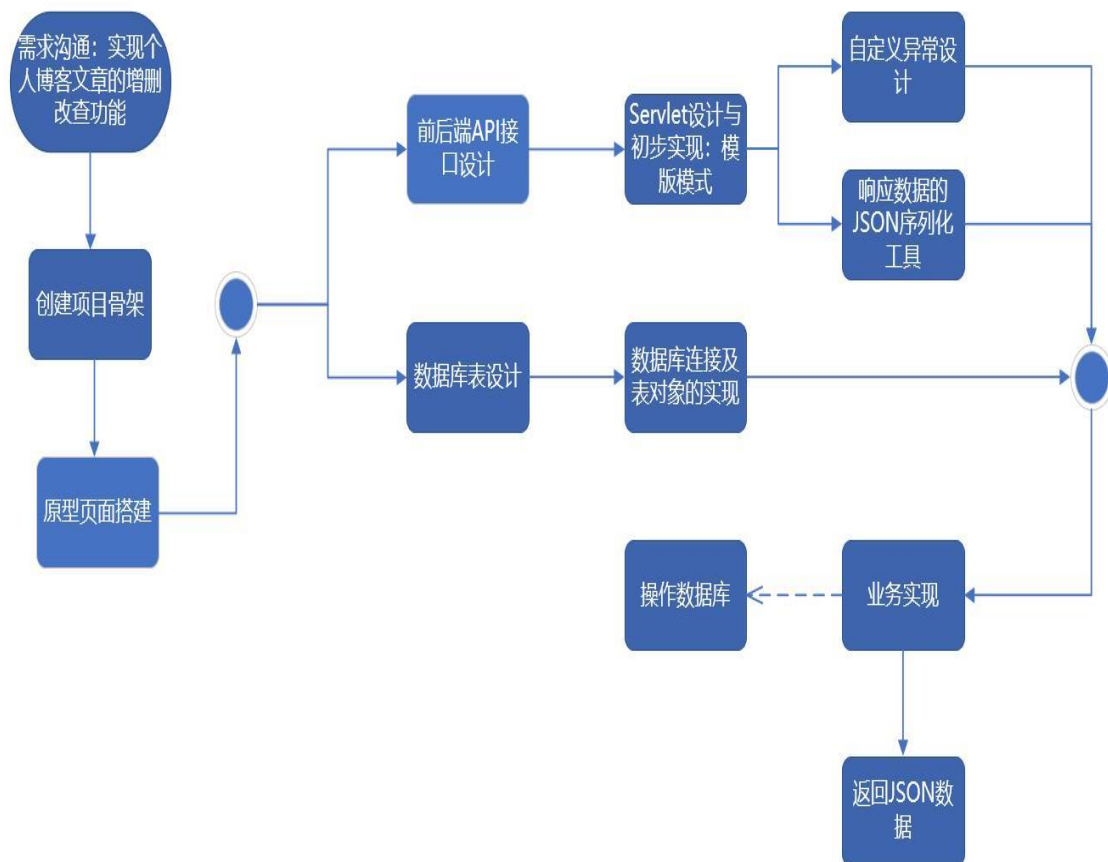 需求沟通：实现个
人博客文章的增删
改查功能
创建项目骨架
原型页面搭建
前后端API接
口设计
Servlet设计与
初步实现：模
版模式
自定义异常设
计
响应数据的
JSON序列化
工具
数据库表设计
数据库连接及
表对象的实现
操作数据库
业务实现
返回JSON数
据